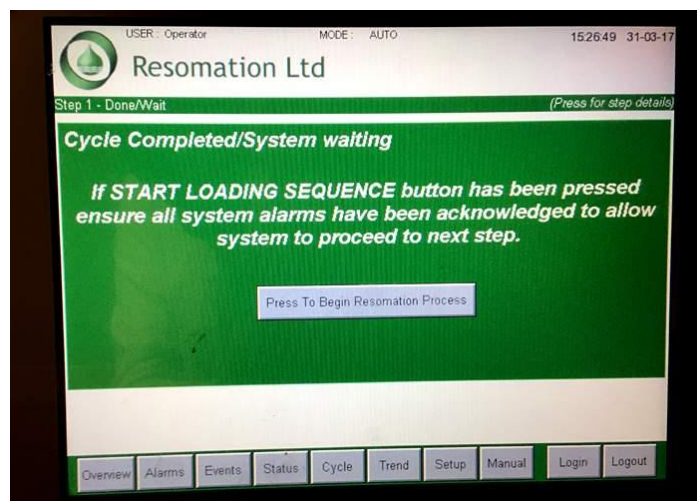 USER : Operator MODE : AUTO 15:26:49 31-03-17
Resomation Ltd
Step 1 - Done/Wait (Press for step details)
Cycle Completed/System waiting
If START LOADING SEQUENCE button has been pressed
ensure all system alarms have been acknowledged to allow
system to proceed to next step.
Press To Begin Resomation Process
Overview Alarms Events Status Cycle Trend Setup Manual Login Logout